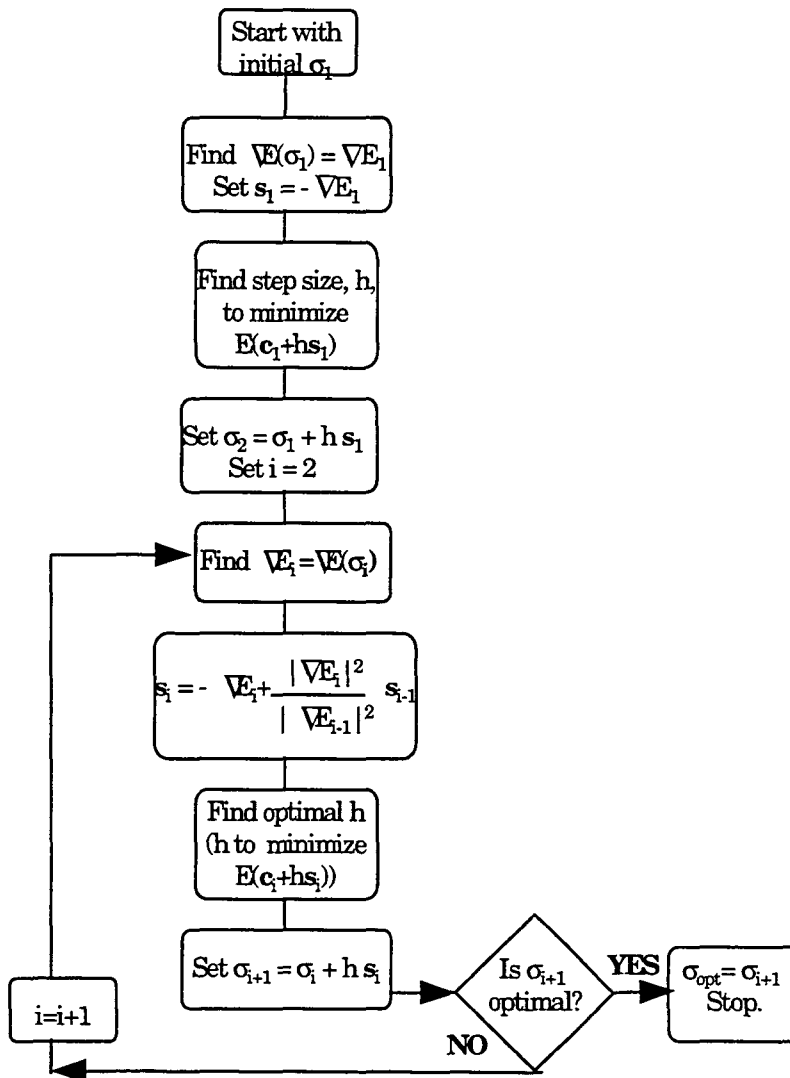 Start with
initial σ₁
Find ∇E(σ₁) = ∇E₁
Set s₁ = - ∇E₁
Find step size, h,
to minimize
E(c₁+hs₁)
Set σ₂ = σ₁ + h s₁
Set i = 2
Find ∇Eᵢ=∇E(σᵢ)
sᵢ = - ∇Eᵢ+ |∇Eᵢ|² / |∇Eᵢ₋₁|² sᵢ₋₁
Find optimal h
(h to minimize
E(cᵢ+hsᵢ))
Set σᵢ₊₁ = σᵢ + h sᵢ
Is σᵢ₊₁
optimal?
YES
σₒₚₜ= σᵢ₊₁
Stop.
NO
i=i+1